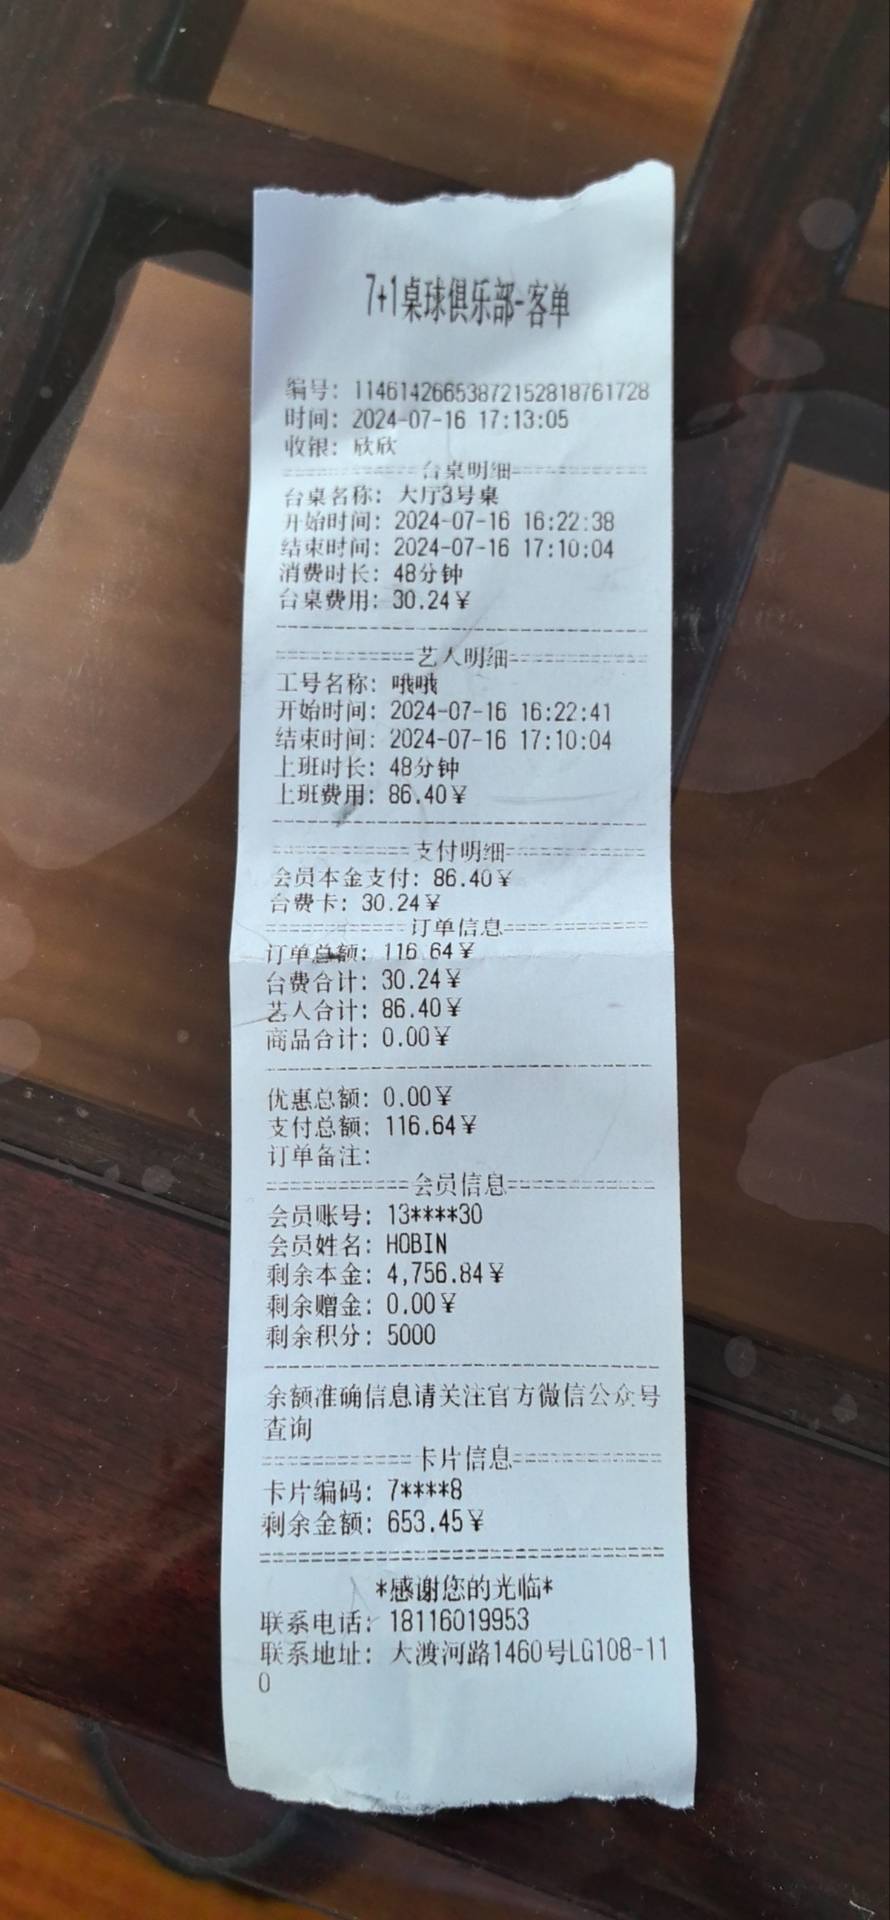 7+1桌球俱乐部-客单
编号: 1146142665387215281876​1728
时间: 2024-07-16 17:13:05
收银: 欣欣
==========台桌明细==========
台桌名称: 大厅3号桌
开始时间: 2024-07-16 16:22:38
结束时间: 2024-07-16 17:10:04
消费时长: 48分钟
台桌费用: 30.24¥
--------------------------------
==========艺人明细==========
工号名称: 哦哦
开始时间: 2024-07-16 16:22:41
结束时间: 2024-07-16 17:10:04
上班时长: 48分钟
上班费用: 86.40¥
--------------------------------
==========支付明细==========
会员本金支付: 86.40¥
台费卡: 30.24¥
==========订单信息==========
订单总额: 116.64¥
台费合计: 30.24¥
艺人合计: 86.40¥
商品合计: 0.00¥
--------------------------------
优惠总额: 0.00¥
支付总额: 116.64¥
订单备注:
==========会员信息==========
会员账号: 13****30
会员姓名: HOBIN
剩余本金: 4,756.84¥
剩余赠金: 0.00¥
剩余积分: 5000
--------------------------------
余额准确信息请关注官方微信公众号
查询
==========卡片信息==========
卡片编码: 7****8
剩余金额: 653.45¥
================================
*感谢您的光临*
联系电话: 18116019953
联系地址: 大渡河路1460号LG108-11
0